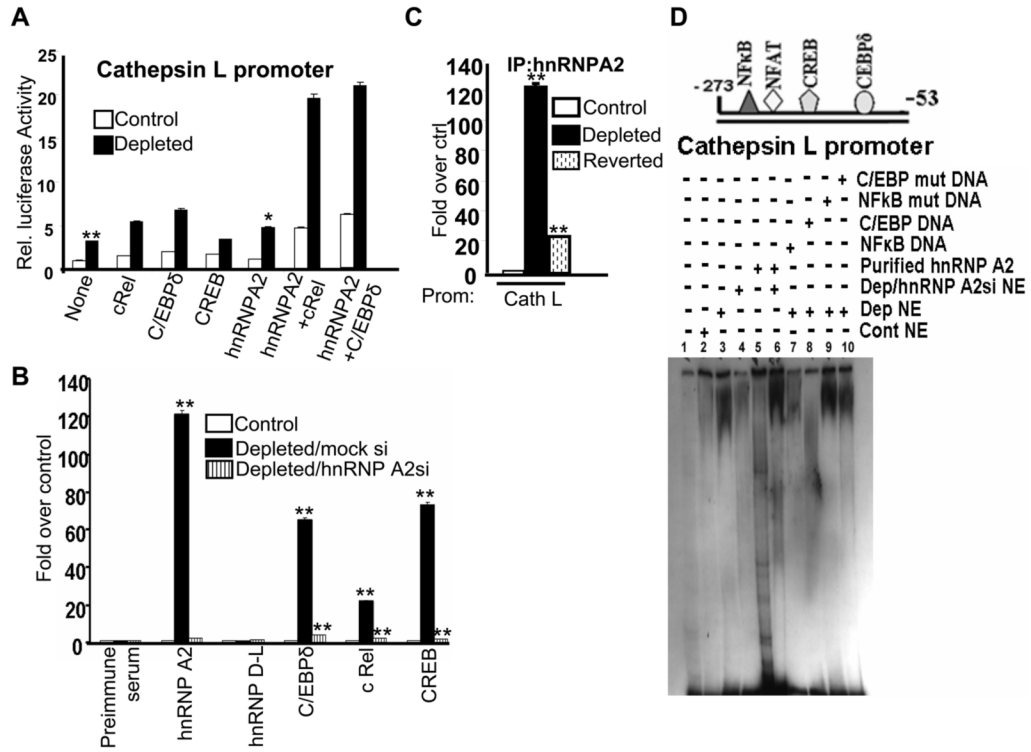 A
25
20
15
10
5
0
Rel. luciferase Activity
Cathepsin L promoter
Control
Depleted
**
*
None
cRel
C/EBPδ
CREB
hnRNPA2
hnRNPA2
+cRel
hnRNPA2
+C/EBPδ
B
140
120
100
80
60
40
20
0
Fold over control
Control
Depleted/mock si
Depleted/hnRNP A2si
**
**
**
**
**
**
**
Preimmune
serum
hnRNP A2
hnRNP D-L
C/EBPδ
c Rel
CREB
C
IP:hnRNPA2
140
120
100
80
60
40
20
0
Fold over ctrl
**
**
Control
Depleted
Reverted
Prom:
Cath L
D
NFκB
NFAT
CREB
CEBPδ
-273
-53
Cathepsin L promoter
- - - - - - - - - + C/EBP mut DNA
- - - - - - - - + - NFkB mut DNA
- - - - - - - + - - C/EBP DNA
- - - - - - + - - - NFκB DNA
- - - - + + - - - - Purified hnRNP A2
- - - + - + - - - - Dep/hnRNP A2si NE
- - + - - - + + + + Dep NE
- + - - - - - - - - Cont NE
1 2 3 4 5 6 7 8 9 10